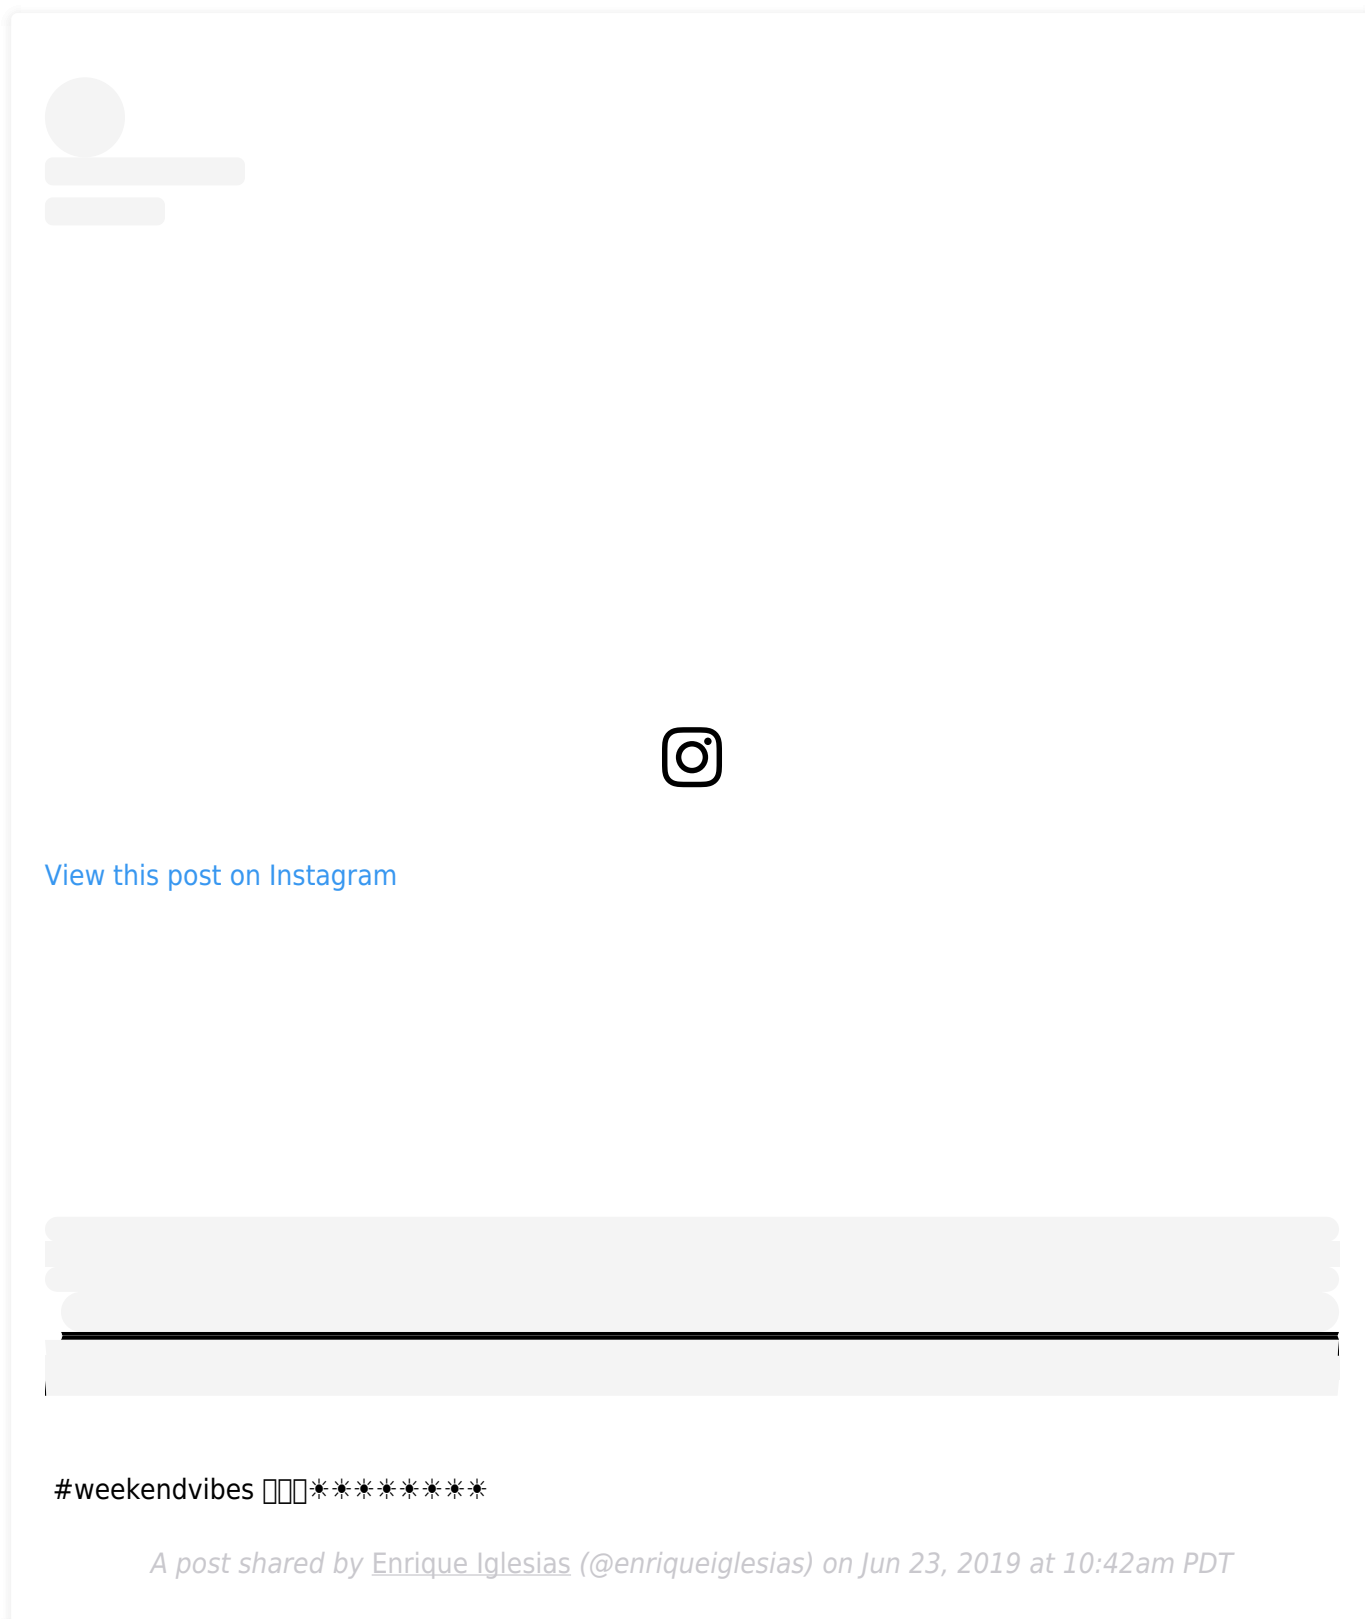 View this post on Instagram
#weekendvibes ☀☀☀☀☀☀☀☀
A post shared by Enrique Iglesias (@enriqueiglesias) on Jun 23, 2019 at 10:42am PDT